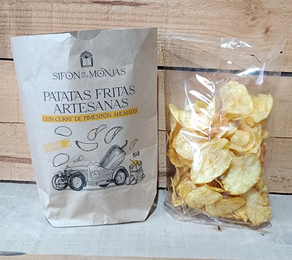 SIFÓN DE LAS MONJAS
PATATAS FRITAS
ARTESANAS
CON CURRY DE PIMENTÓN AHUMADO